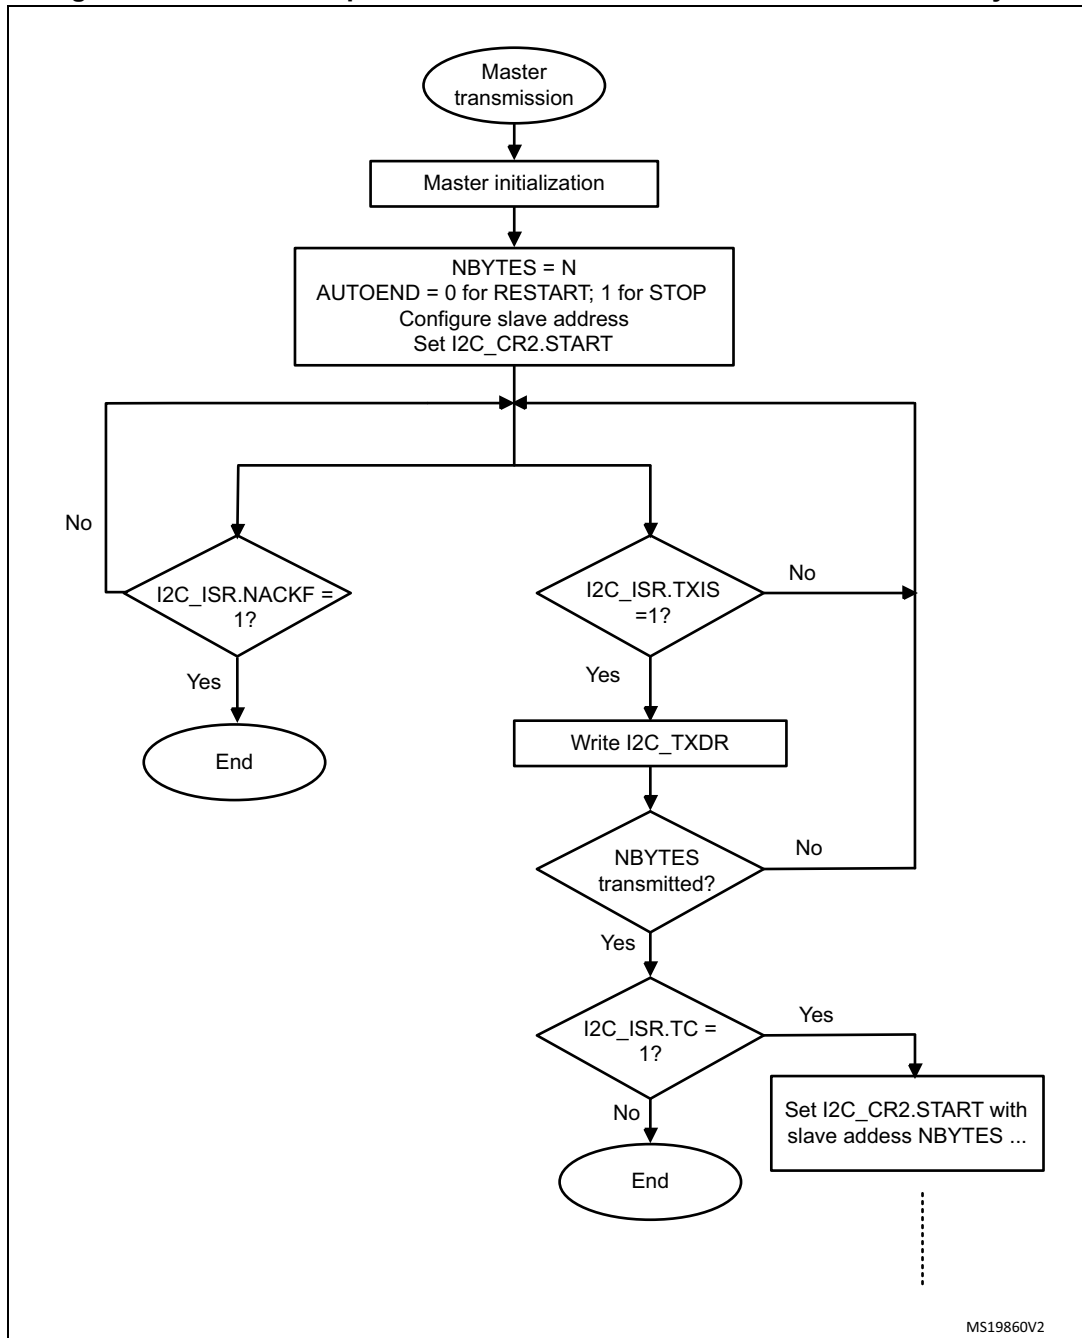 Master
transmission
Master initialization
NBYTES = N
AUTOEND = 0 for RESTART; 1 for STOP
Configure slave address
Set I2C_CR2.START
No
I2C_ISR.NACKF =
1?
Yes
End
I2C_ISR.TXIS
=1?
No
Yes
Write I2C_TXDR
NBYTES
transmitted?
No
Yes
I2C_ISR.TC =
1?
Yes
No
Set I2C_CR2.START with
slave addess NBYTES ...
End
MS19860V2